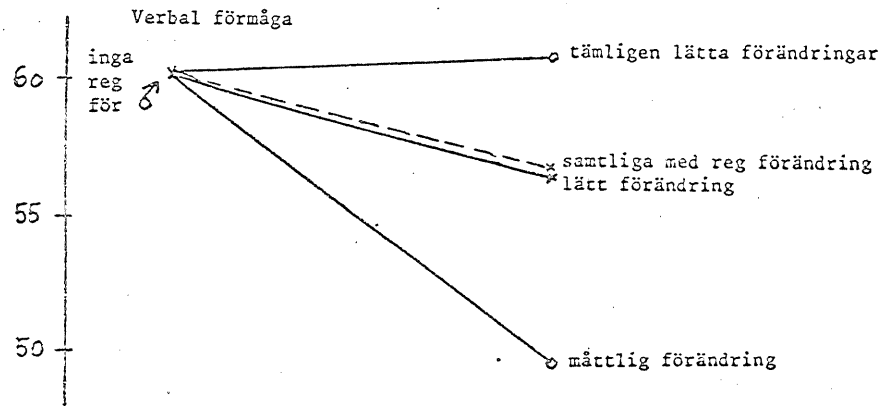 Verbal förmåga
inga
reg
för
60
55
50
tämligen lätta förändringar
samtliga med reg förändring
lätt förändring
måttlig förändring